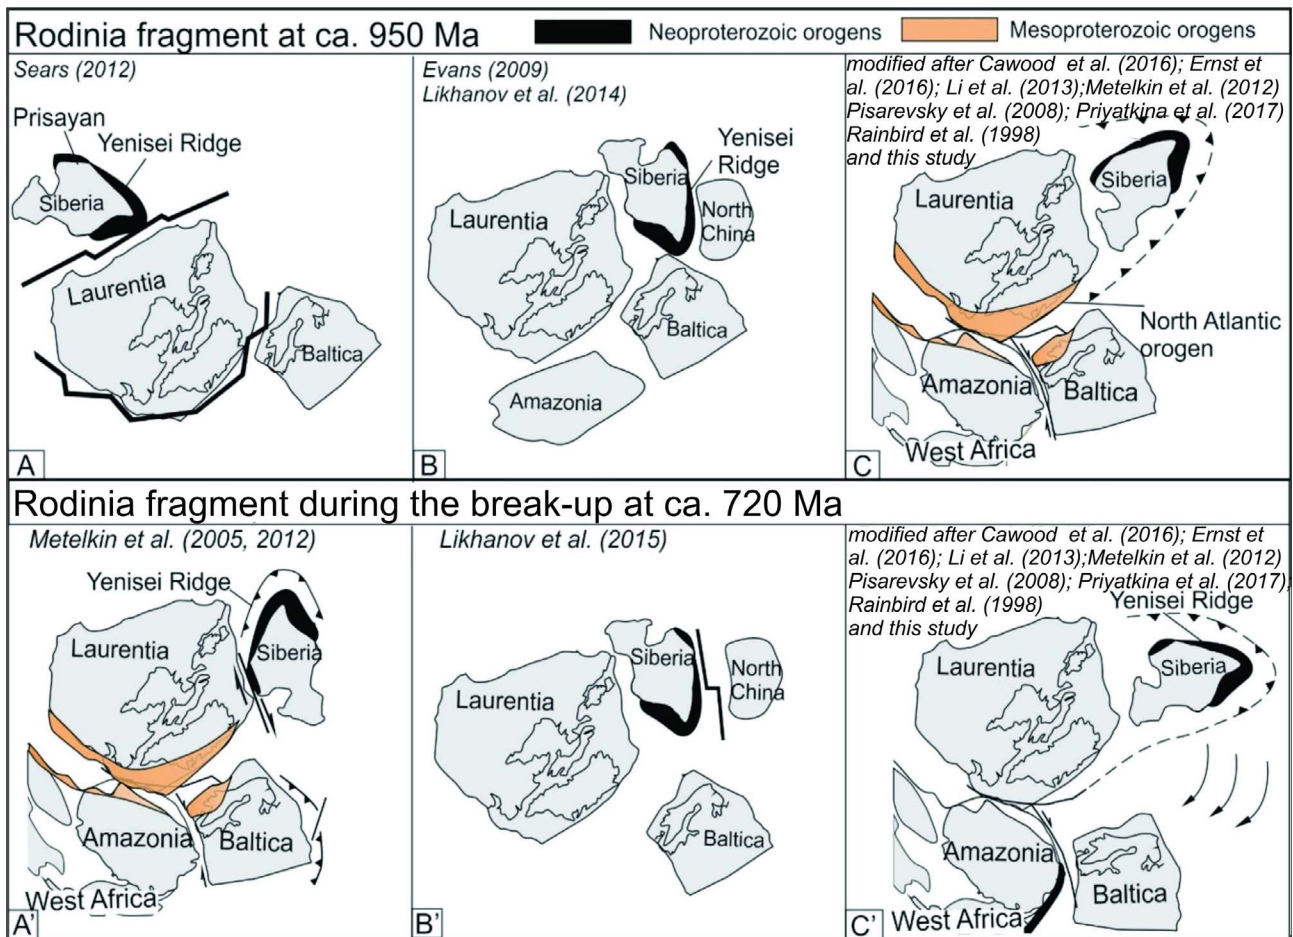 Rodinia fragment at ca. 950 Ma
Neoproterozoic orogens
Mesoproterozoic orogens
Sears (2012)
Prisayan
Yenisei Ridge
Siberia
Laurentia
Baltica
A
Evans (2009)
Likhanov et al. (2014)
Yenisei
Ridge
Siberia
Laurentia
North
China
Baltica
Amazonia
B
modified after Cawood et al. (2016); Ernst et
al. (2016); Li et al. (2013);Metelkin et al. (2012)
Pisarevsky et al. (2008); Priyatkina et al. (2017)
Rainbird et al. (1998)
and this study
Siberia
Laurentia
North Atlantic
orogen
Amazonia
Baltica
West Africa
C
Rodinia fragment during the break-up at ca. 720 Ma
Metelkin et al. (2005, 2012)
Yenisei Ridge
Laurentia
Siberia
Amazonia
Baltica
West Africa
A'
Likhanov et al. (2015)
Siberia
North
China
Laurentia
Baltica
B'
modified after Cawood et al. (2016); Ernst et
al. (2016); Li et al. (2013);Metelkin et al. (2012)
Pisarevsky et al. (2008); Priyatkina et al. (2017);
Rainbird et al. (1998)
Yenisei Ridge
and this study
Laurentia
Siberia
Amazonia
Baltica
West Africa
C'